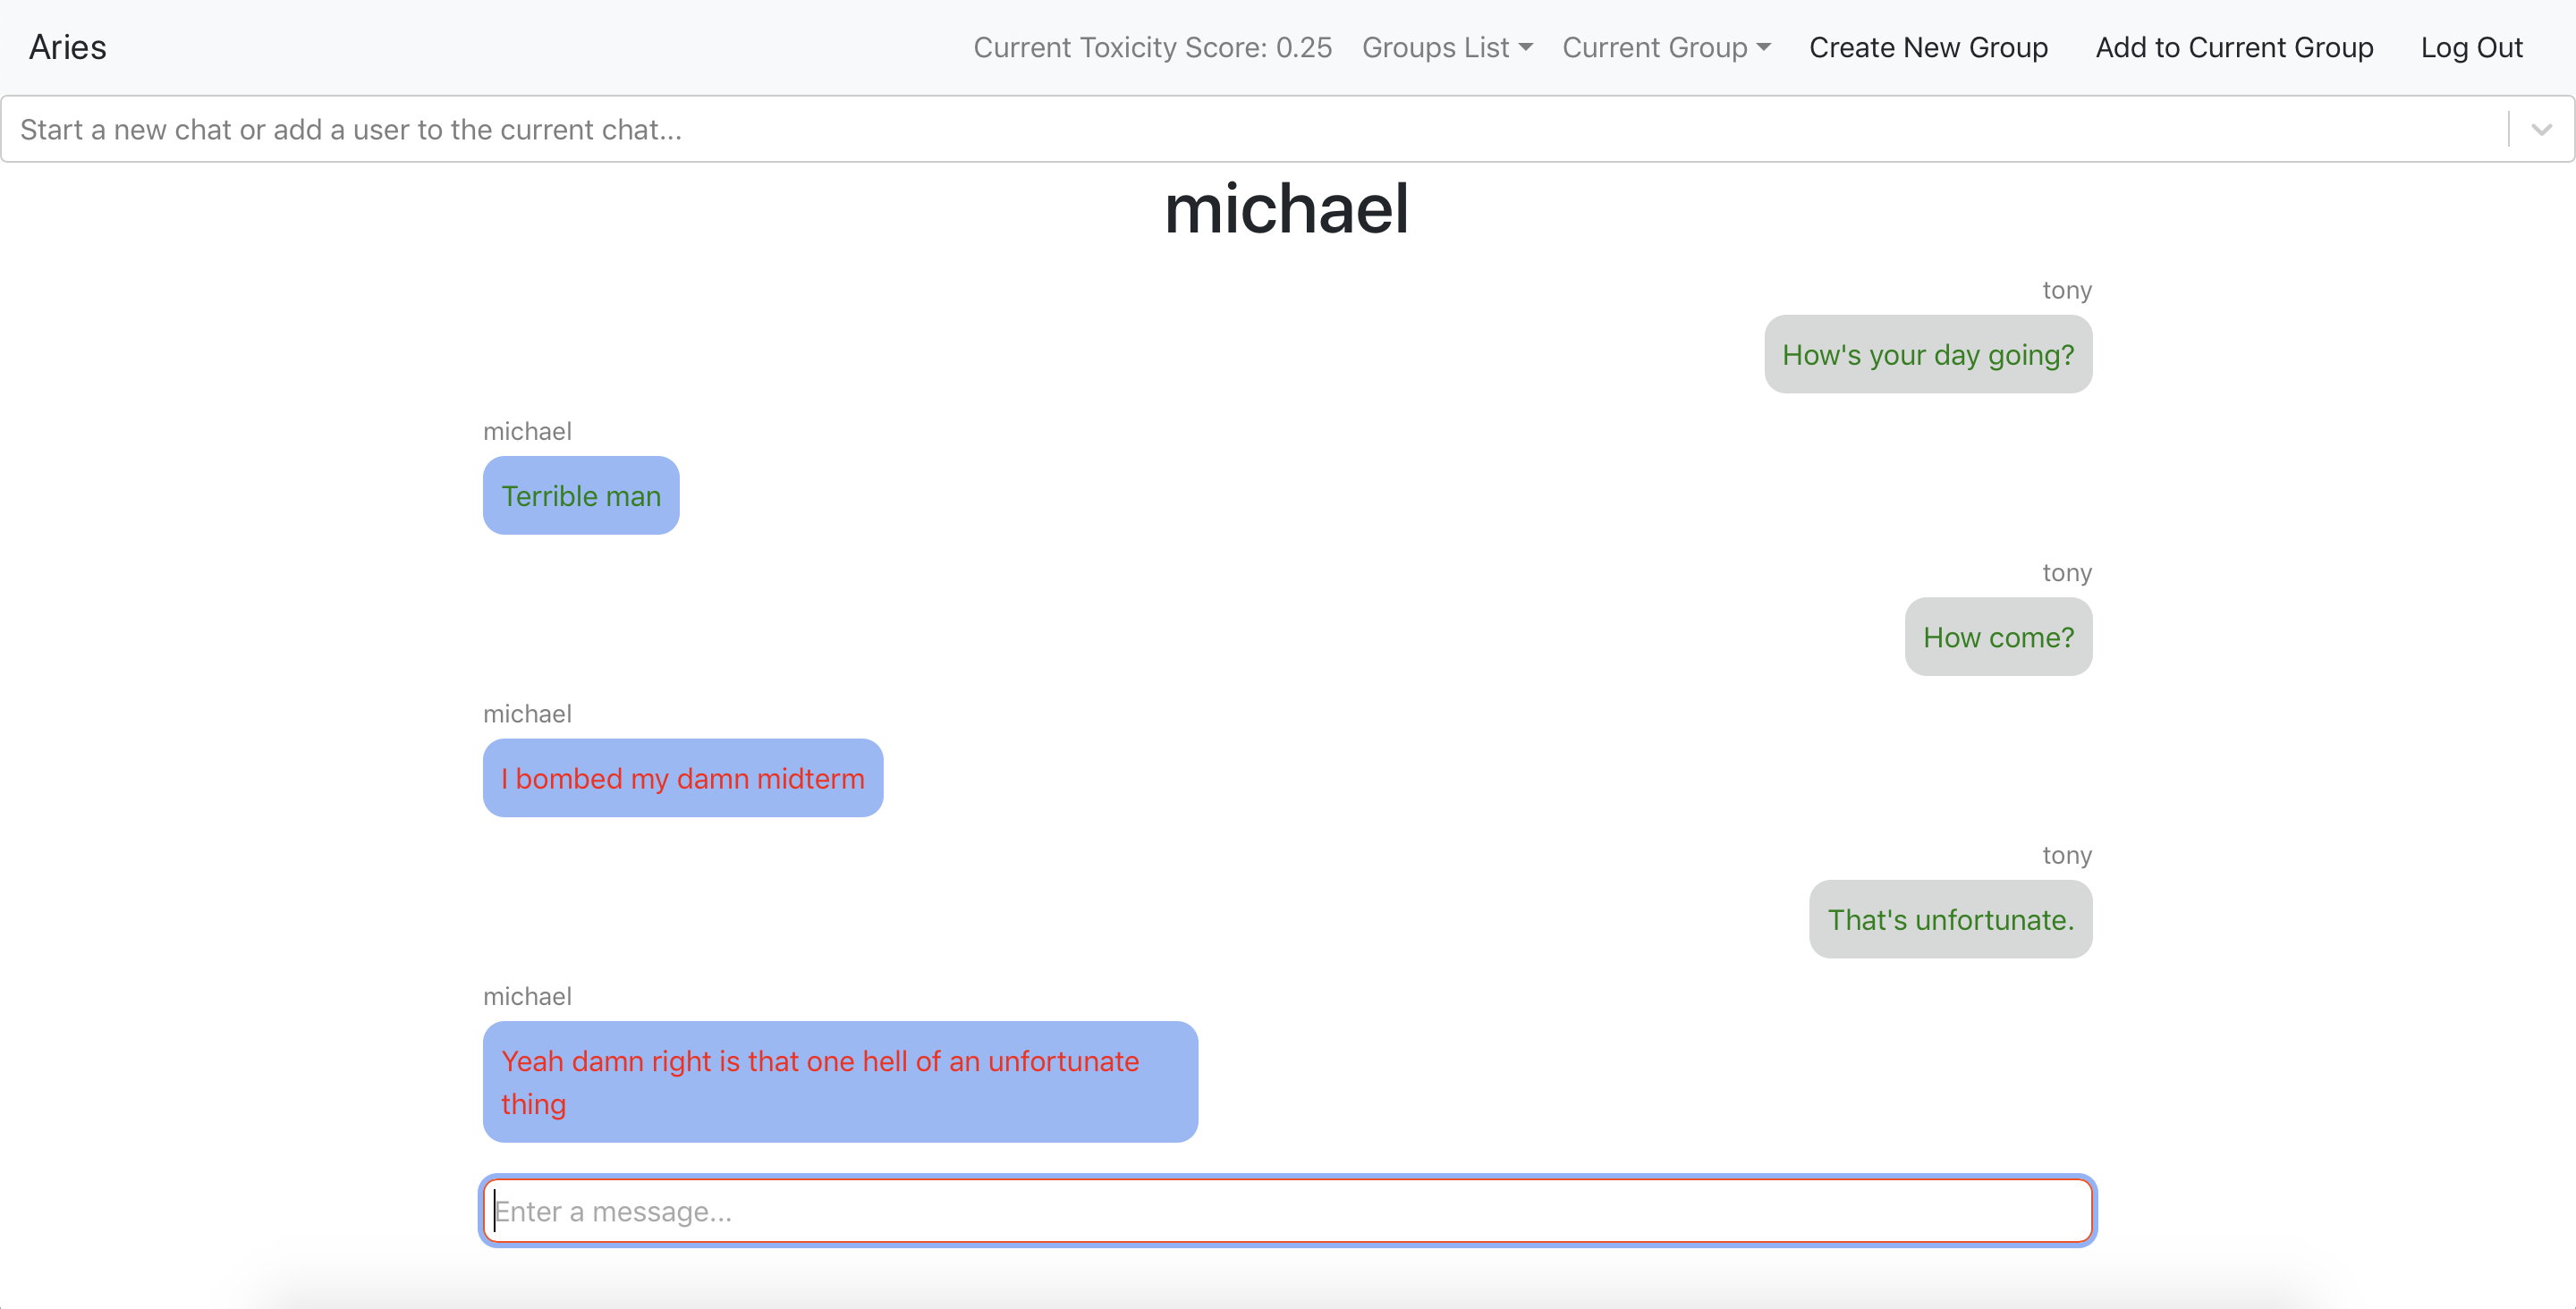 Aries
Current Toxicity Score: 0.25 Groups List Current Group Create New Group Add to Current Group Log Out
Start a new chat or add a user to the current chat...
michael
tony
How's your day going?
michael
Terrible man
tony
How come?
michael
I bombed my damn midterm
tony
That's unfortunate.
michael
Yeah damn right is that one hell of an unfortunate
thing
Enter a message...